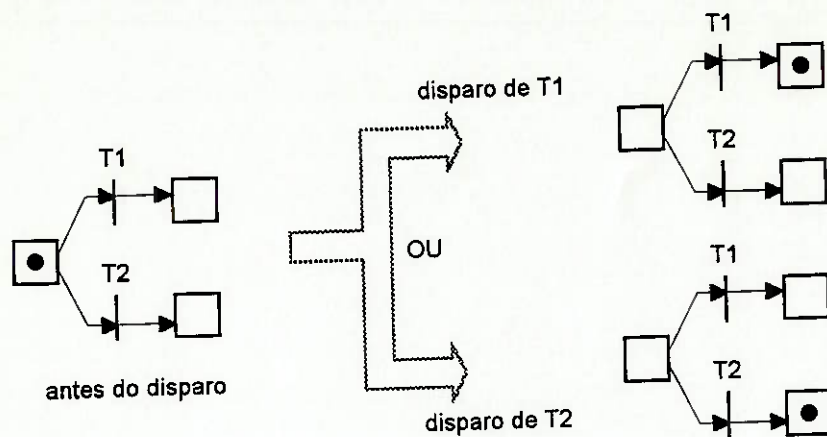 T1
T2
antes do disparo
disparo de T1
OU
disparo de T2
T1
T2
T1
T2